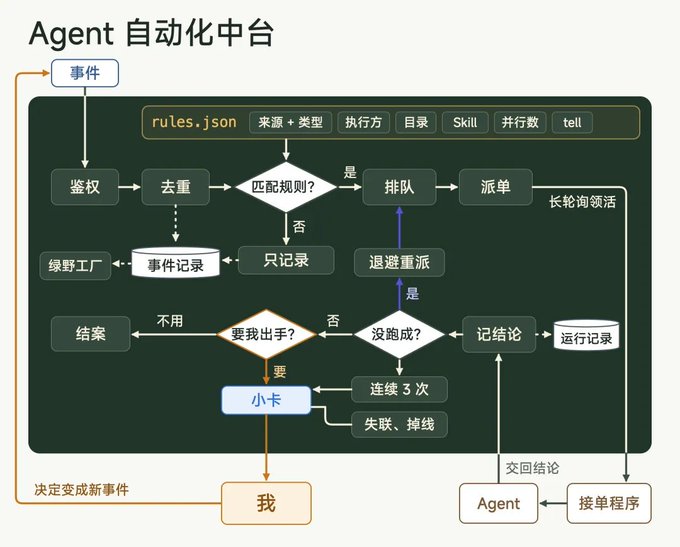 Agent 自动化中台
事件
rules.json 来源 + 类型 执行方 目录 Skill 并行数 tell
鉴权
去重
匹配规则?
是
排队
派单
长轮询领活
否
绿野工厂
事件记录
只记录
退避重派
是
结案
不用
要我出手?
否
没跑成?
记结论
运行记录
要
小卡
连续 3 次
失联、掉线
交回结论
决定变成新事件
我
Agent
接单程序